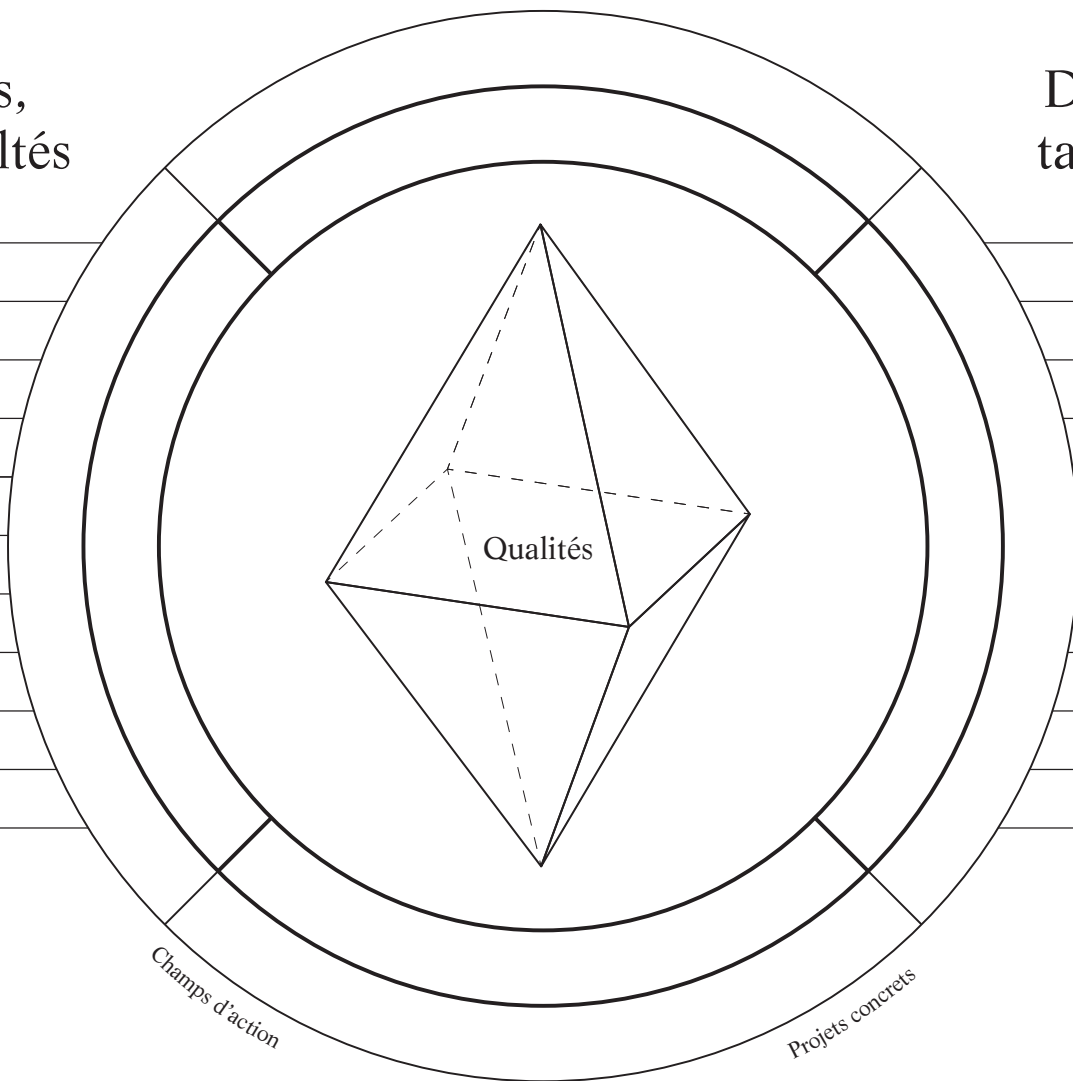 s,
ltés
D
ta
Qualités
Champs d'action
Projets concrets